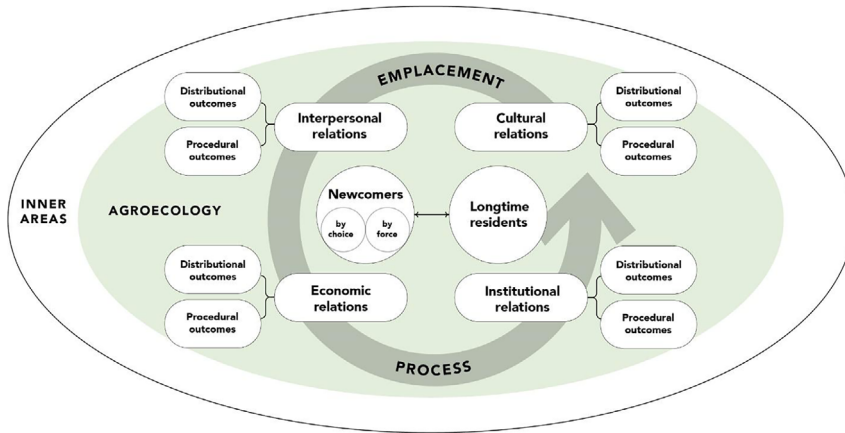 EMPLACEMENT
Distributional
outcomes
Procedural
outcomes
Interpersonal
relations
Cultural
relations
Distributional
outcomes
Procedural
outcomes
INNER
AREAS
AGROECOLOGY
Newcomers
by
choice
by
force
Longtime
residents
Distributional
outcomes
Procedural
outcomes
Economic
relations
Institutional
relations
Distributional
outcomes
Procedural
outcomes
PROCESS